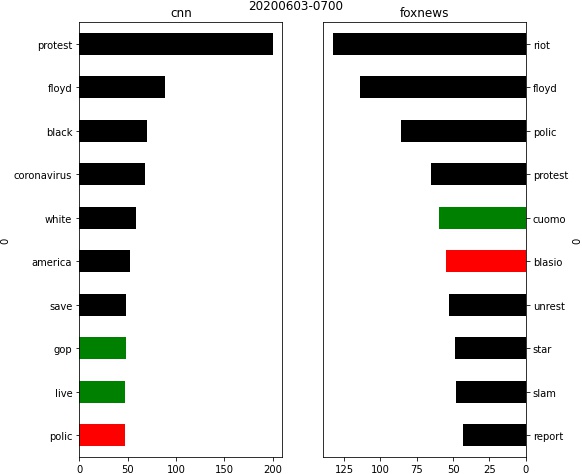 20200603-0700
cnn
foxnews
protest
floyd
black
coronavirus
white
america
save
gop
live
polic
0
0 50 100 150 200
riot
floyd
polic
protest
cuomo
blasio
unrest
star
slam
report
0
125 100 75 50 25 0